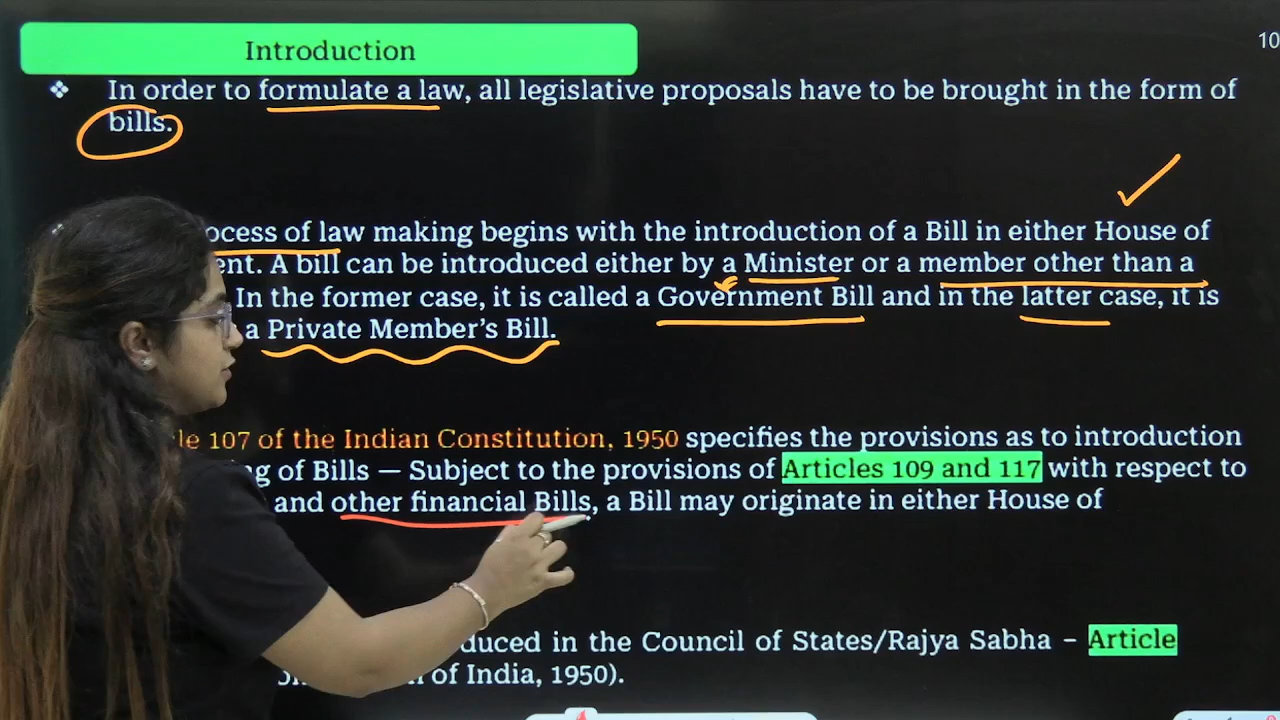 10
Introduction
❖ In order to formulate a law, all legislative proposals have to be brought in the form of
bills.
ocess of law making begins with the introduction of a Bill in either House of
ent. A bill can be introduced either by a Minister or a member other than a
In the former case, it is called a Government Bill and in the latter case, it is
a Private Member's Bill.
le 107 of the Indian Constitution, 1950 specifies the provisions as to introduction
g of Bills — Subject to the provisions of Articles 109 and 117 with respect to
and other financial Bills, a Bill may originate in either House of
duced in the Council of States/Rajya Sabha – Article
of India, 1950).